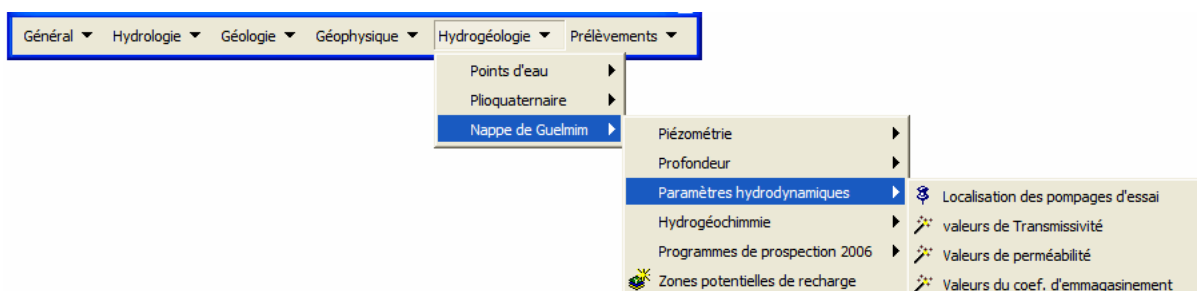 Général Hydrologie Géologie Géophysique Hydrogéologie Prélèvements
Points d'eau
Plioquaternaire
Nappe de Guelmim
Piézométrie
Profondeur
Paramètres hydrodynamiques
Hydrogéochimmie
Programmes de prospection 2006
Zones potentielles de recharge
Localisation des pompages d'essai
valeurs de Transmissivité
Valeurs de perméabilité
Valeurs du coef. d'emmagasinement